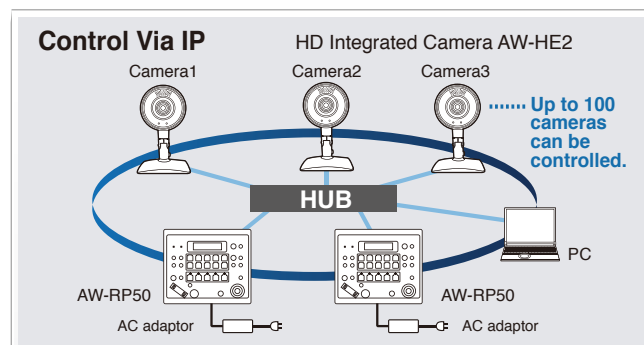 Control Via IP
HD Integrated Camera AW-HE2
Camera1
Camera2
Camera3
Up to 100
cameras
can be
controlled.
HUB
PC
AW-RP50
AW-RP50
AC adaptor
AC adaptor